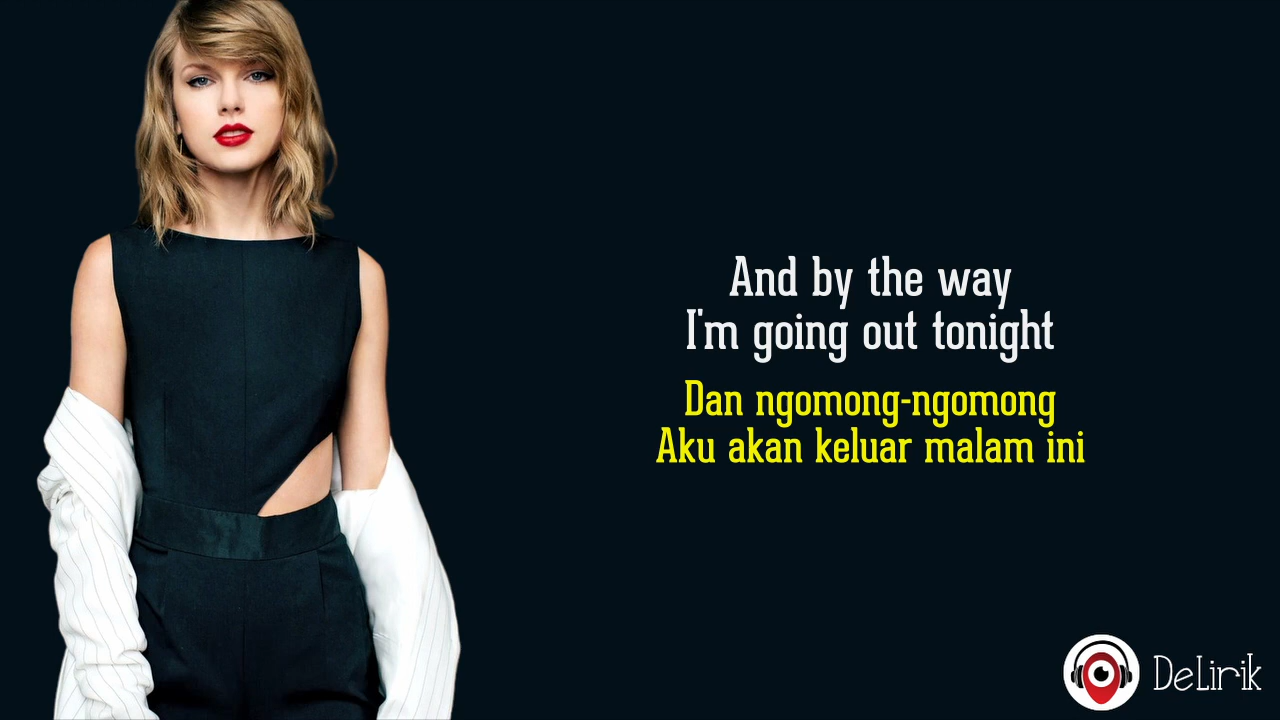 And by the way
I'm going out tonight
Dan ngomong-ngomong
Aku akan keluar malam ini
DeLirik